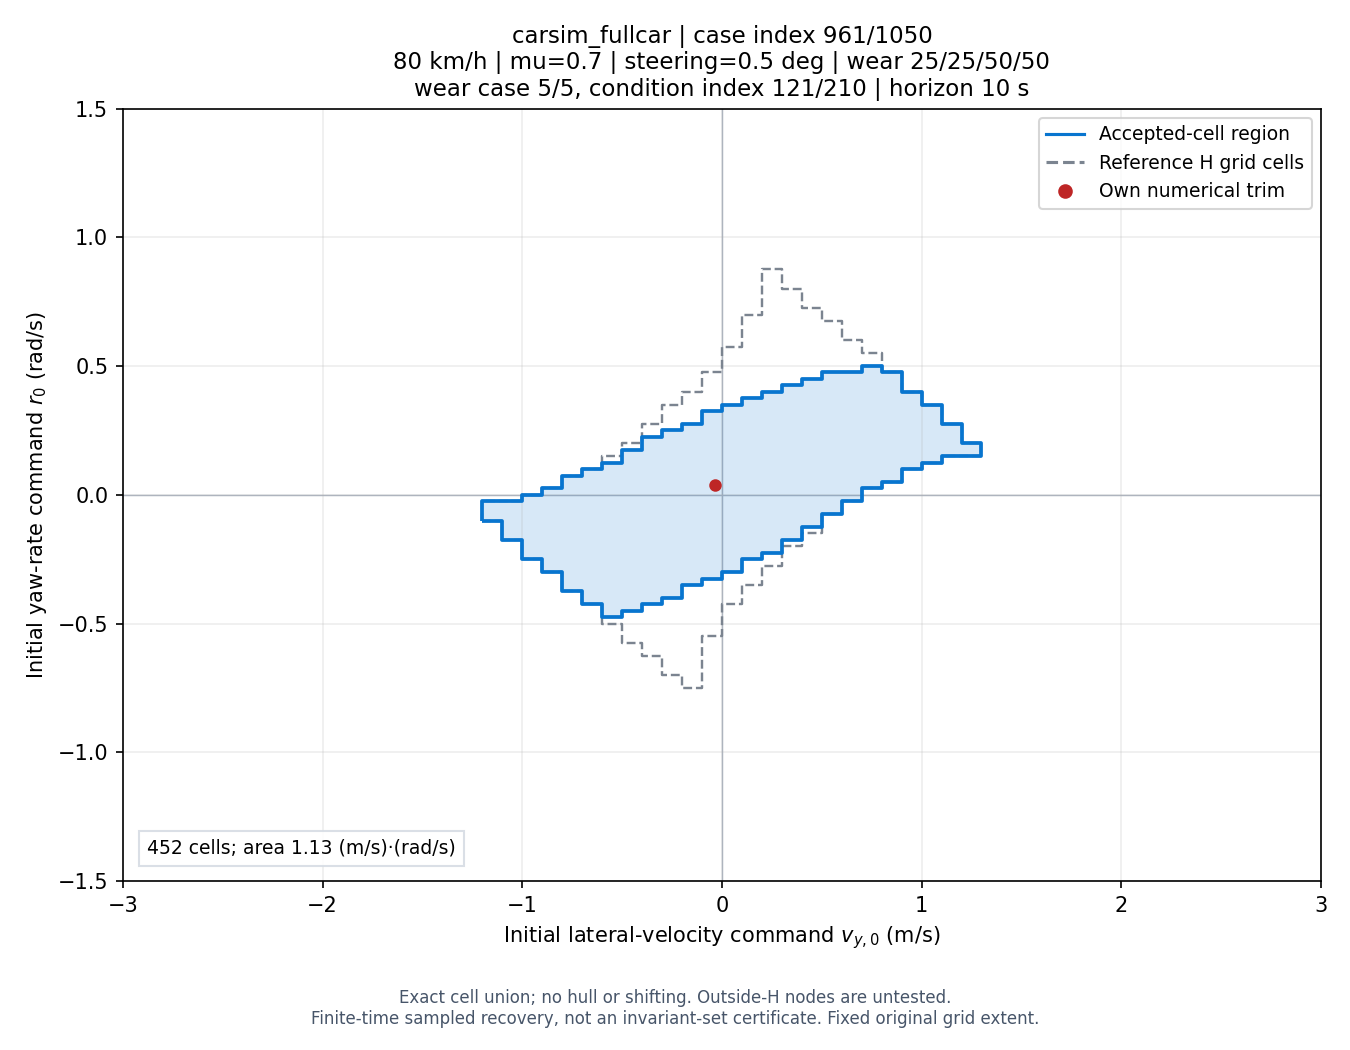 carsim_fullcar | case index 961/1050
80 km/h | mu=0.7 | steering=0.5 deg | wear 25/25/50/50
wear case 5/5, condition index 121/210 | horizon 10 s
Accepted-cell region
Reference H grid cells
Own numerical trim
Initial yaw-rate command r₀ (rad/s)
1.5
1.0
0.5
0.0
−0.5
−1.0
−1.5
452 cells; area 1.13 (m/s)·(rad/s)
−3
−2
−1
0
1
2
3
Initial lateral-velocity command v_{y,0} (m/s)
Exact cell union; no hull or shifting. Outside-H nodes are untested.
Finite-time sampled recovery, not an invariant-set certificate. Fixed original grid extent.